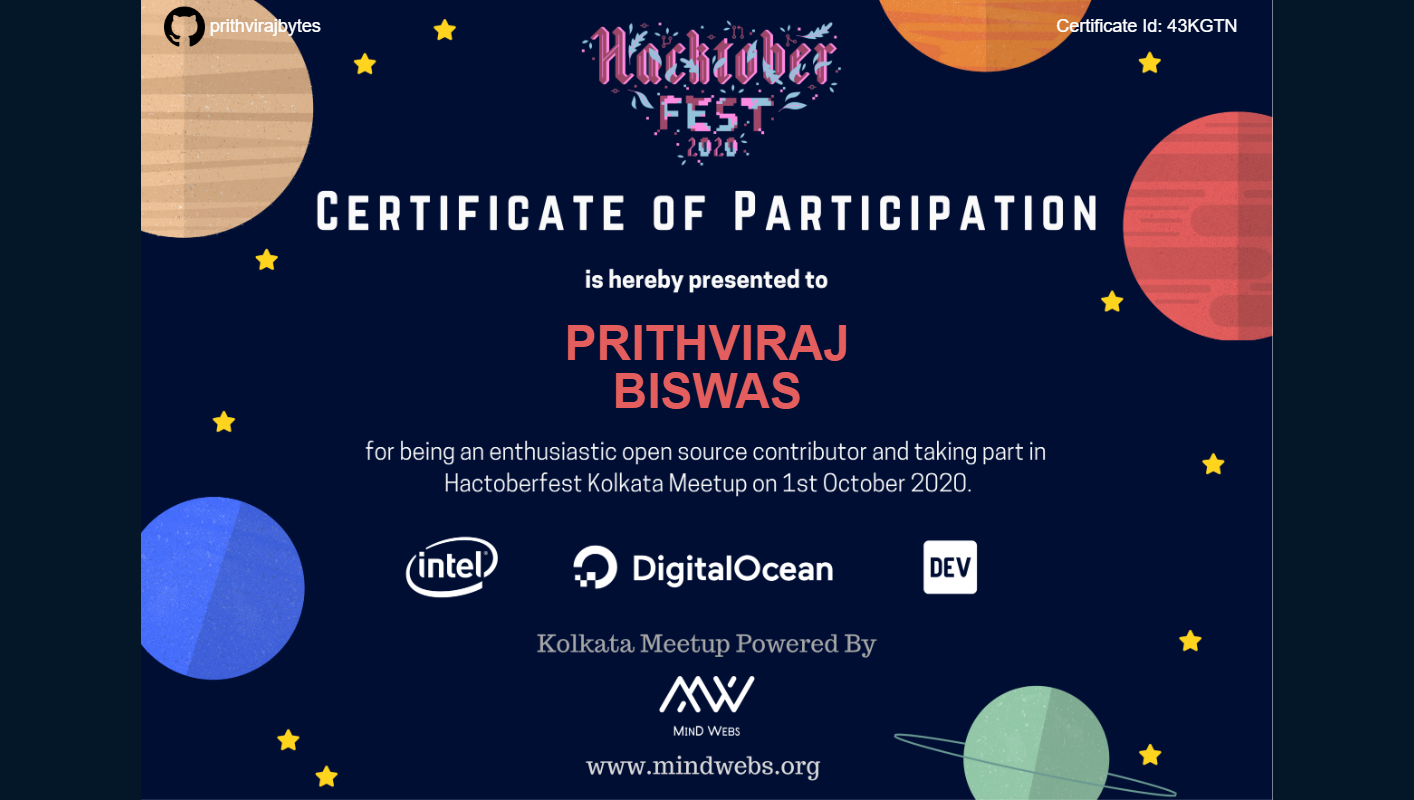 prithvirajbytes
Certificate Id: 43KGTN
Hacktober
FEST
2020
CERTIFICATE OF PARTICIPATION
is hereby presented to
PRITHVIRAJ
BISWAS
for being an enthusiastic open source contributor and taking part in
Hactoberfest Kolkata Meetup on 1st October 2020.
intel
DigitalOcean
DEV
Kolkata Meetup Powered By
MW
MIND WEBS
www.mindwebs.org